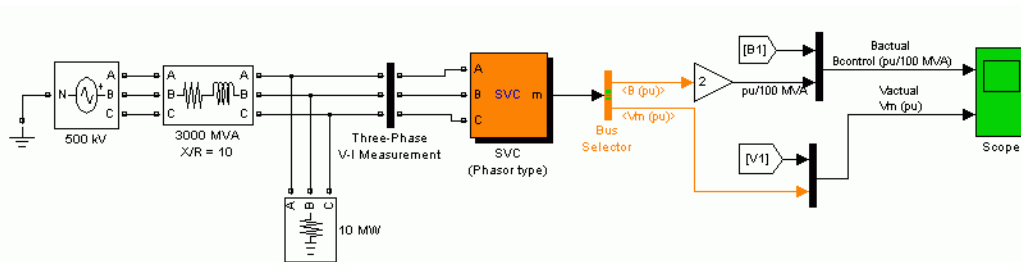 N
A
B
C
500 kV
A
B
C
A
B
C
3000 MVA
X/R = 10
A
B
C
10 MW
Three-Phase
V-I Measurement
A
B
C
SVC
m
SVC
(Phasor type)
<B (pu)>
<Vm (pu)>
Bus
Selector
2
pu/100 MVA
[B1]
Bactual
Bcontrol (pu/100 MVA)
[V1]
Vactual
Vm (pu)
Scope